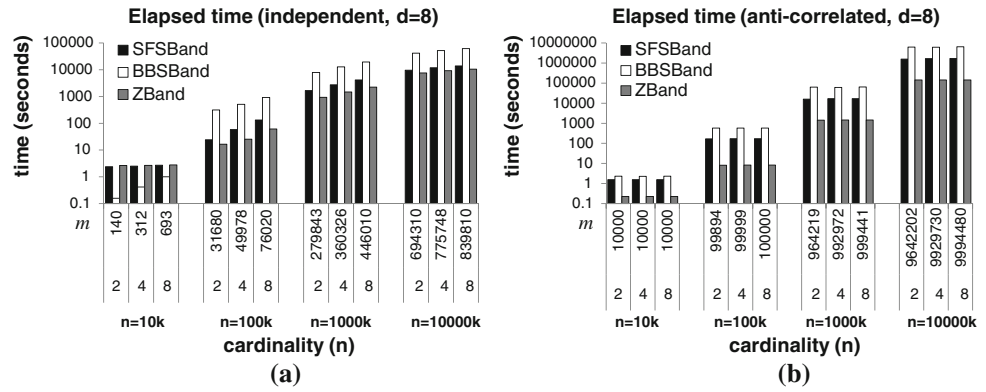 Elapsed time (independent, d=8)
time (seconds)
100000
10000
1000
100
10
1
0.1
SFSBand
BBSBand
ZBand
m
140
312
693
31680
49978
76020
279843
360326
446010
694310
775748
839810
2 4 8 2 4 8 2 4 8 2 4 8
n=10k n=100k n=1000k n=10000k
cardinality (n)
(a)
Elapsed time (anti-correlated, d=8)
time (seconds)
10000000
1000000
100000
10000
1000
100
10
1
0.1
SFSBand
BBSBand
ZBand
m
10000
10000
10000
99894
99999
100000
964219
992972
999441
9642202
9929730
9994480
2 4 8 2 4 8 2 4 8 2 4 8
n=10k n=100k n=1000k n=10000k
cardinality (n)
(b)